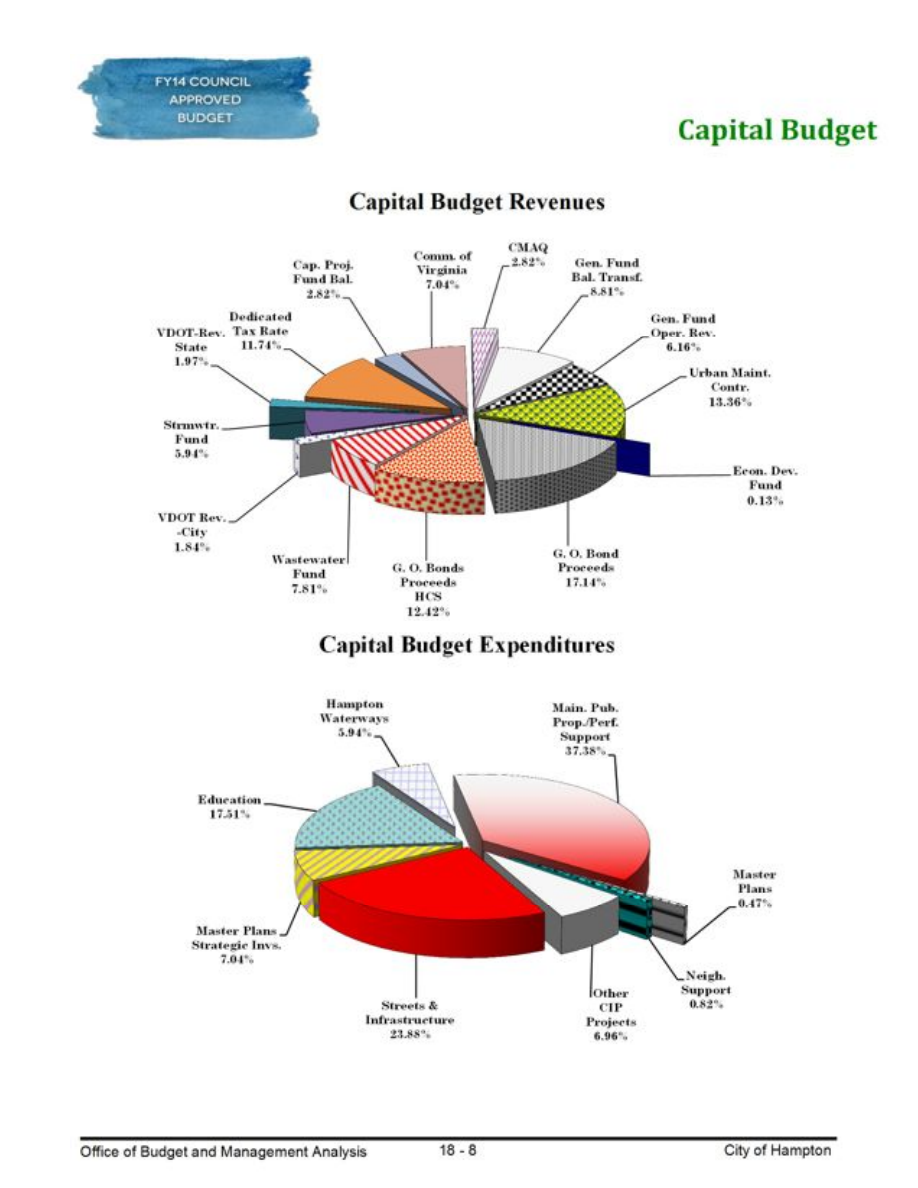 FY14 COUNCIL
APPROVED
BUDGET
Capital Budget
Capital Budget Revenues
CMAQ
2.82%
Comm. of
Virginia
7.04%
Gen. Fund
Bal. Transf.
8.81%
Cap. Proj.
Fund Bal.
2.82%
Dedicated
Tax Rate
11.74%
Gen. Fund
Oper. Rev.
6.16%
VDOT-Rev.
State
1.97%
Urban Maint.
Contr.
13.36%
Strmwtr.
Fund
5.94%
Econ. Dev.
Fund
0.13%
VDOT Rev.
-City
1.84%
Wastewater
Fund
7.81%
G. O. Bonds
Proceeds
HCS
12.42%
G. O. Bond
Proceeds
17.14%
Capital Budget Expenditures
Hampton
Waterways
5.94%
Main. Pub.
Prop./Perf.
Support
37.38%
Education
17.51%
Master
Plans
0.47%
Master Plans
Strategic Invs.
7.04%
Neigh.
Support
0.82%
Streets &
Infrastructure
23.88%
Other
CIP
Projects
6.96%
Office of Budget and Management Analysis 18 - 8 City of Hampton